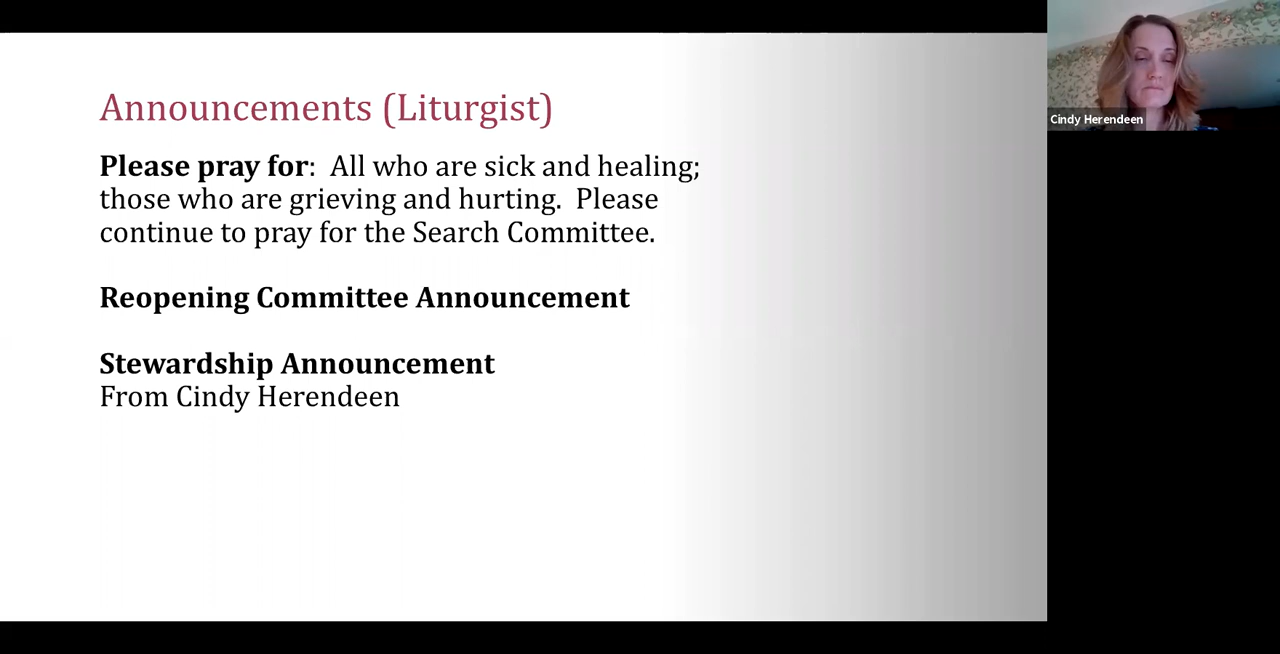 Announcements (Liturgist)
Please pray for:  All who are sick and healing;
those who are grieving and hurting.  Please
continue to pray for the Search Committee.
Reopening Committee Announcement
Stewardship Announcement
From Cindy Herendeen
Cindy Herendeen